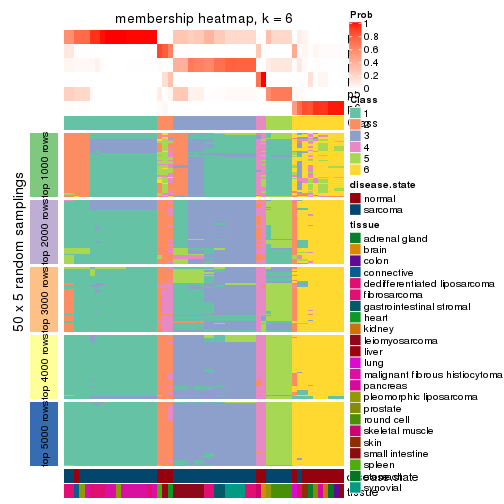 membership heatmap, k = 6
50 x 5 random samplings
top 1000 rows
top 2000 rows
top 3000 rows
top 4000 rows
top 5000 rows
Prob
1
0.8
0.6
0.4
0.2
0
Class
1
2
3
4
5
6
disease.state
normal
sarcoma
tissue
adrenal gland
brain
colon
connective
dedifferentiated liposarcoma
fibrosarcoma
gastrointestinal stromal
heart
kidney
leiomyosarcoma
liver
lung
malignant fibrous histiocytoma
pancreas
pleomorphic liposarcoma
prostate
round cell
skeletal muscle
skin
small intestine
spleen
synovial
disease.state
tissue